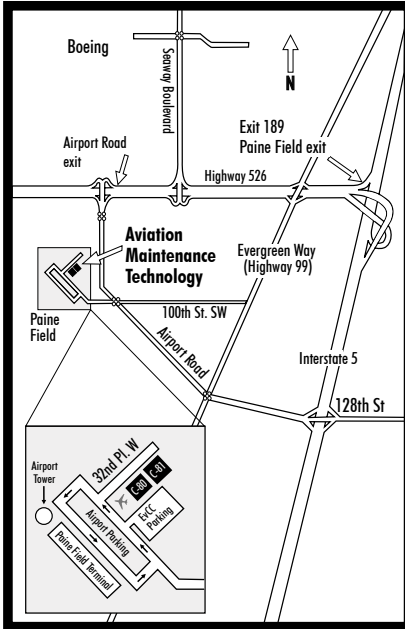 Boeing
Seaway Boulevard
N
Airport Road
exit
Exit 189
Paine Field exit
Highway 526
Aviation
Maintenance
Technology
Evergreen Way
(Highway 99)
100th St. SW
Paine
Field
Airport Road
Interstate 5
128th St
32nd Pl. W
C-80
C-81
Airport
Tower
EvCC
Parking
Airport Parking
Paine Field Terminal